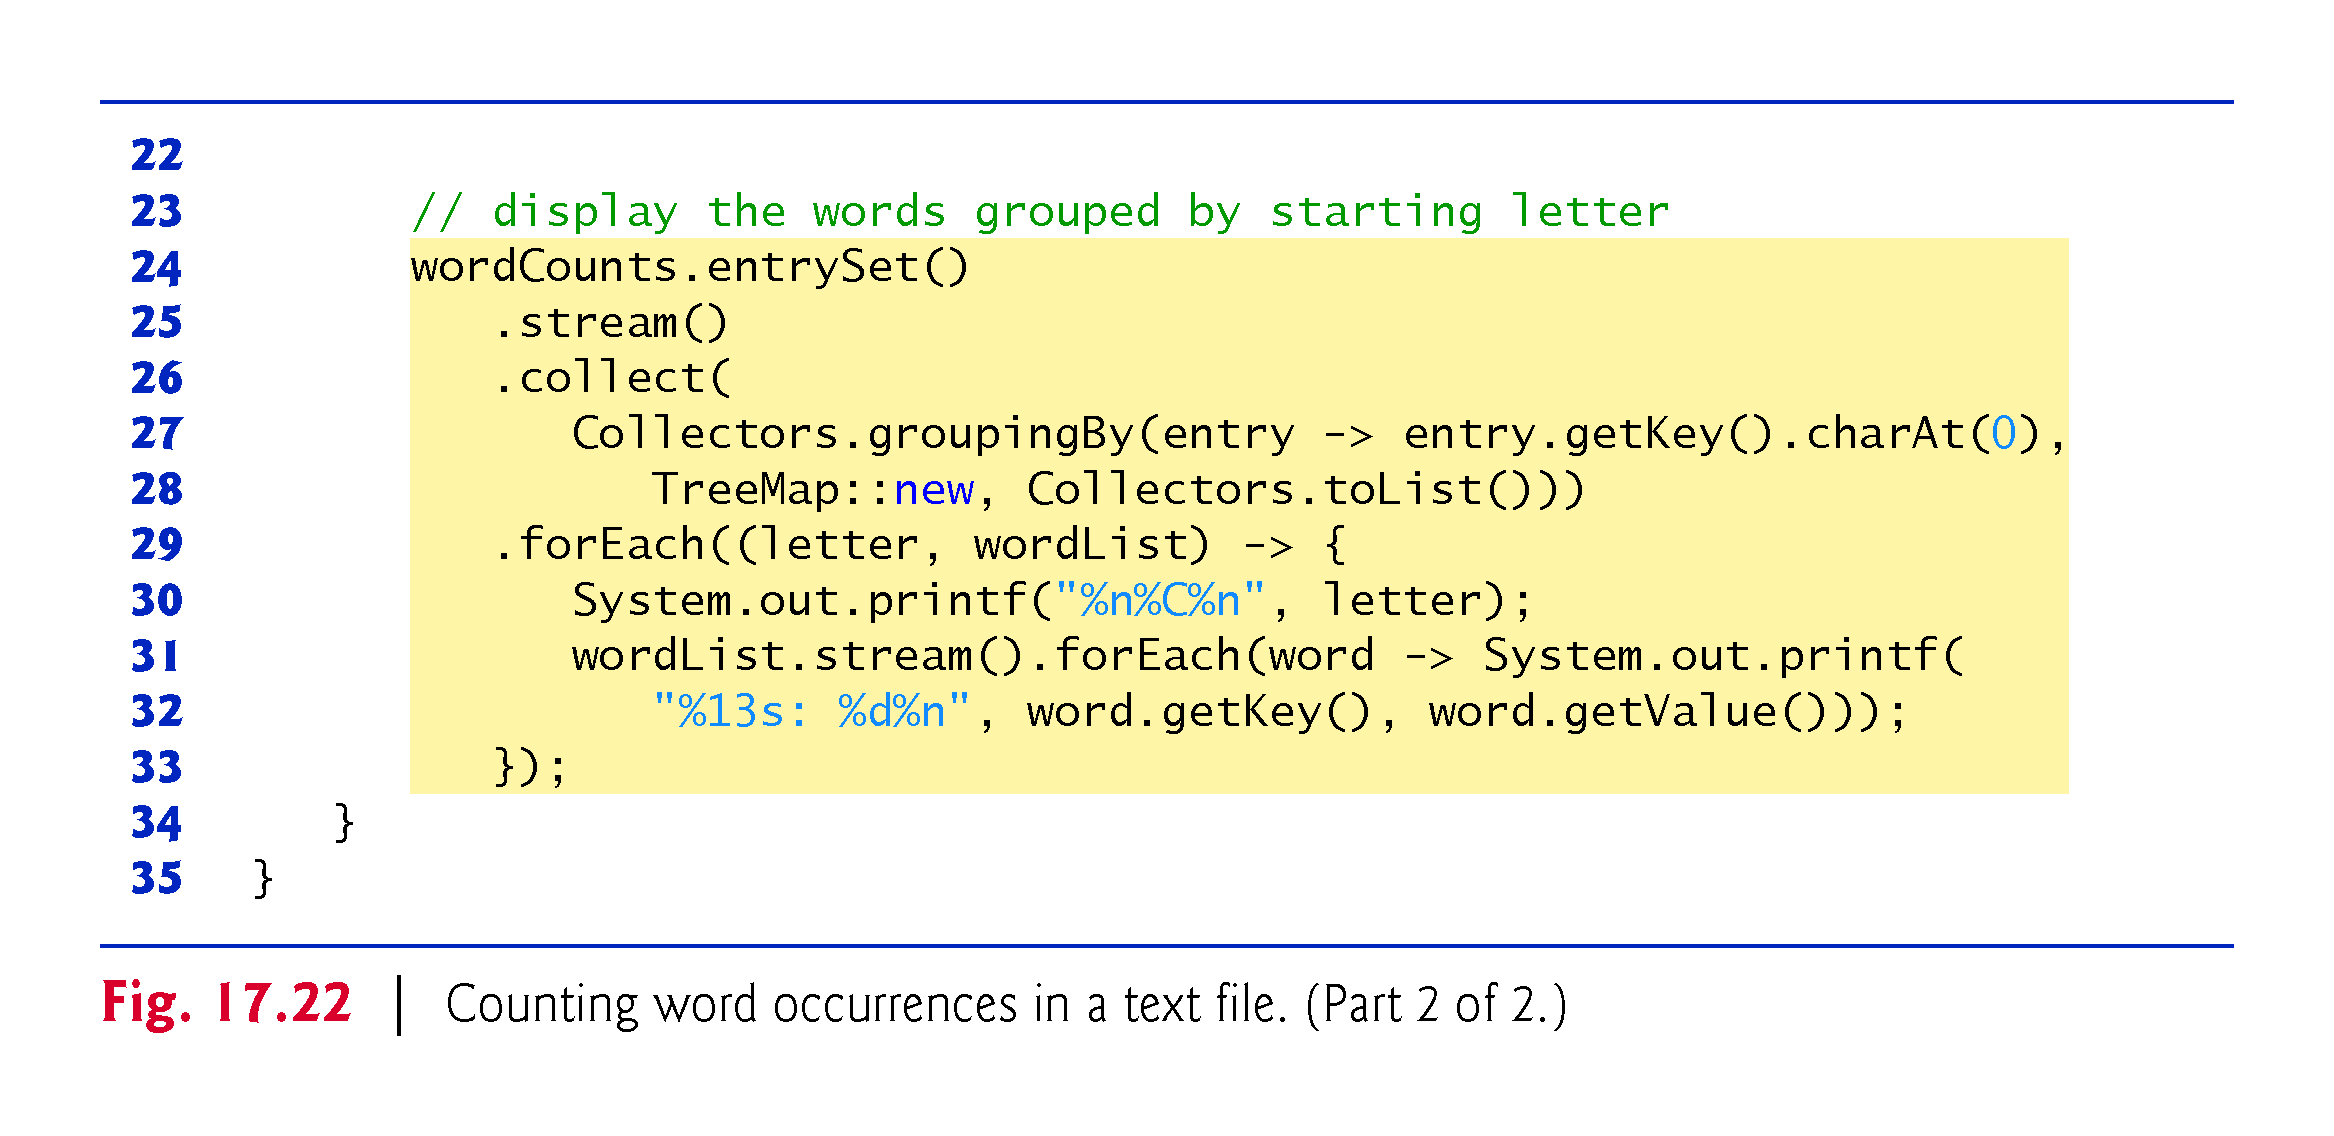 22
23 // display the words grouped by starting letter
24 wordCounts.entrySet()
25 .stream()
26 .collect(
27 Collectors.groupingBy(entry -> entry.getKey().charAt(0),
28 TreeMap::new, Collectors.toList()))
29 .forEach((letter, wordList) -> {
30 System.out.printf("%n%C%n", letter);
31 wordList.stream().forEach(word -> System.out.printf(
32 "%13s: %d%n", word.getKey(), word.getValue()));
33 });
34 }
35 }
Fig. 17.22 | Counting word occurrences in a text file. (Part 2 of 2.)